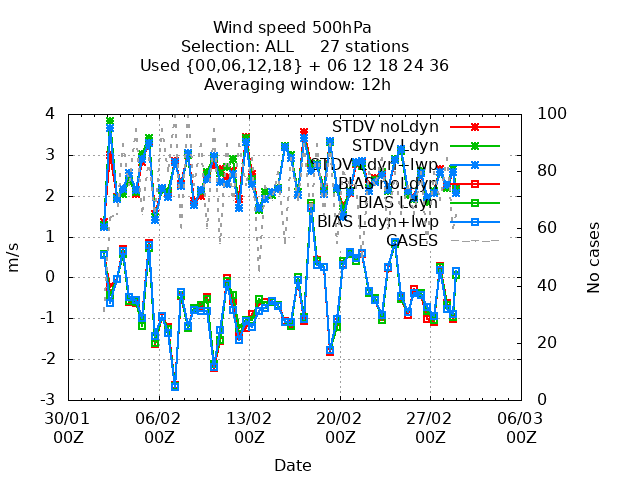 Wind speed 500hPa
Selection: ALL 27 stations
Used {00,06,12,18} + 06 12 18 24 36
Averaging window: 12h
STDV noLdyn
STDV Ldyn
STDV Ldyn+lwp
BIAS noLdyn
BIAS Ldyn
BIAS Ldyn+lwp
CASES
4
3
2
1
0
-1
-2
-3
m/s
100
80
60
40
20
0
No cases
30/01 06/02 13/02 20/02 27/02 06/03
00Z 00Z 00Z 00Z 00Z 00Z
Date